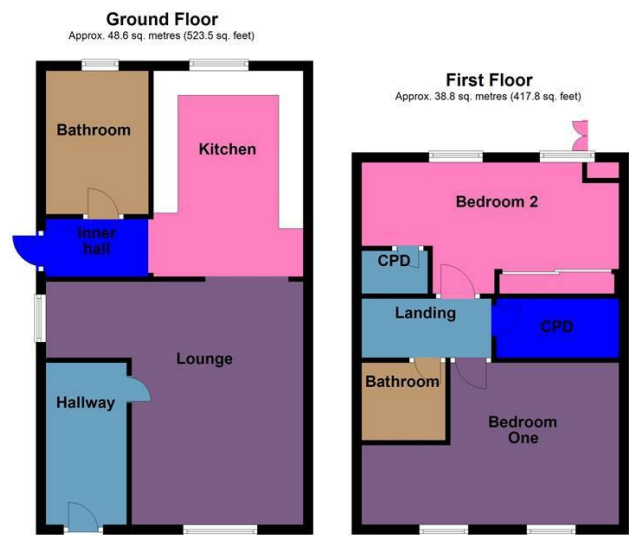 Ground Floor
Approx. 48.6 sq. metres (523.5 sq. feet)
Bathroom
Kitchen
Inner
hall
Lounge
Hallway
First Floor
Approx. 38.8 sq. metres (417.8 sq. feet)
Bedroom 2
CPD
Landing
CPD
Bathroom
Bedroom
One